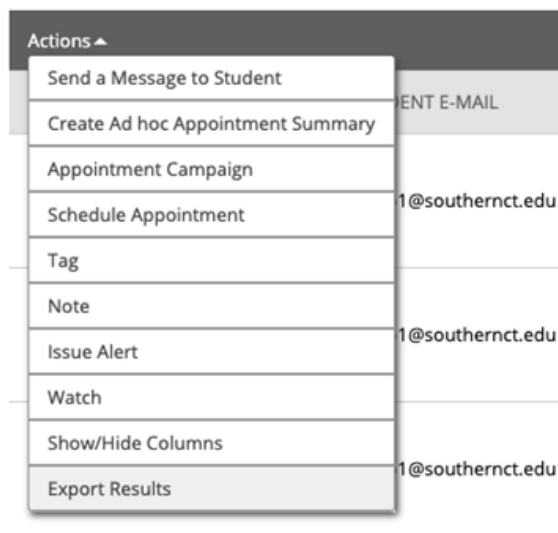 Actions
Send a Message to Student
ENT E-MAIL
Create Ad hoc Appointment Summary
Appointment Campaign
Schedule Appointment
1@southernct.edu
Tag
Note
1@southernct.edu
Issue Alert
Watch
Show/Hide Columns
1@southernct.edu
Export Results